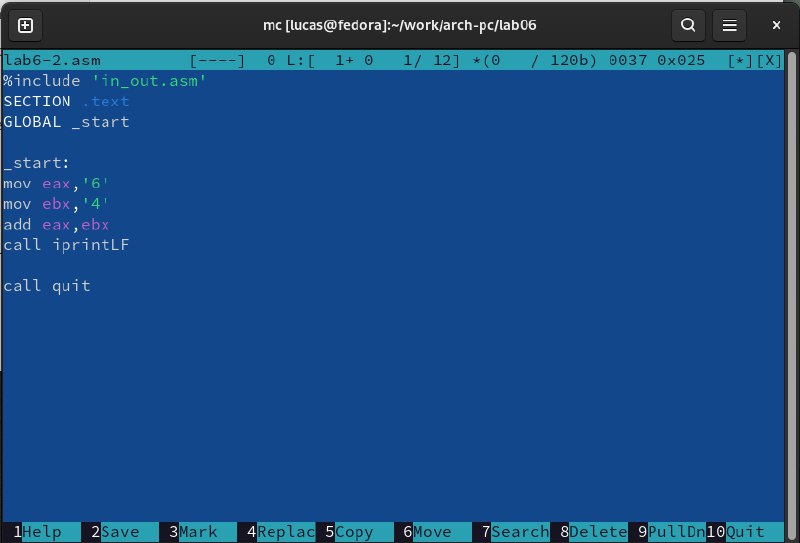 mc [lucas@fedora]:~/work/arch-pc/lab06
lab6-2.asm [----] 0 L:[ 1+ 0 1/ 12] *(0 / 120b) 0037 0x025 [*][X]
%include 'in_out.asm'
SECTION .text
GLOBAL _start
_start:
mov eax,'6'
mov ebx,'4'
add eax,ebx
call iprintLF
call quit
1Help 2Save 3Mark 4Replac 5Copy 6Move 7Search 8Delete 9PullDn 10Quit